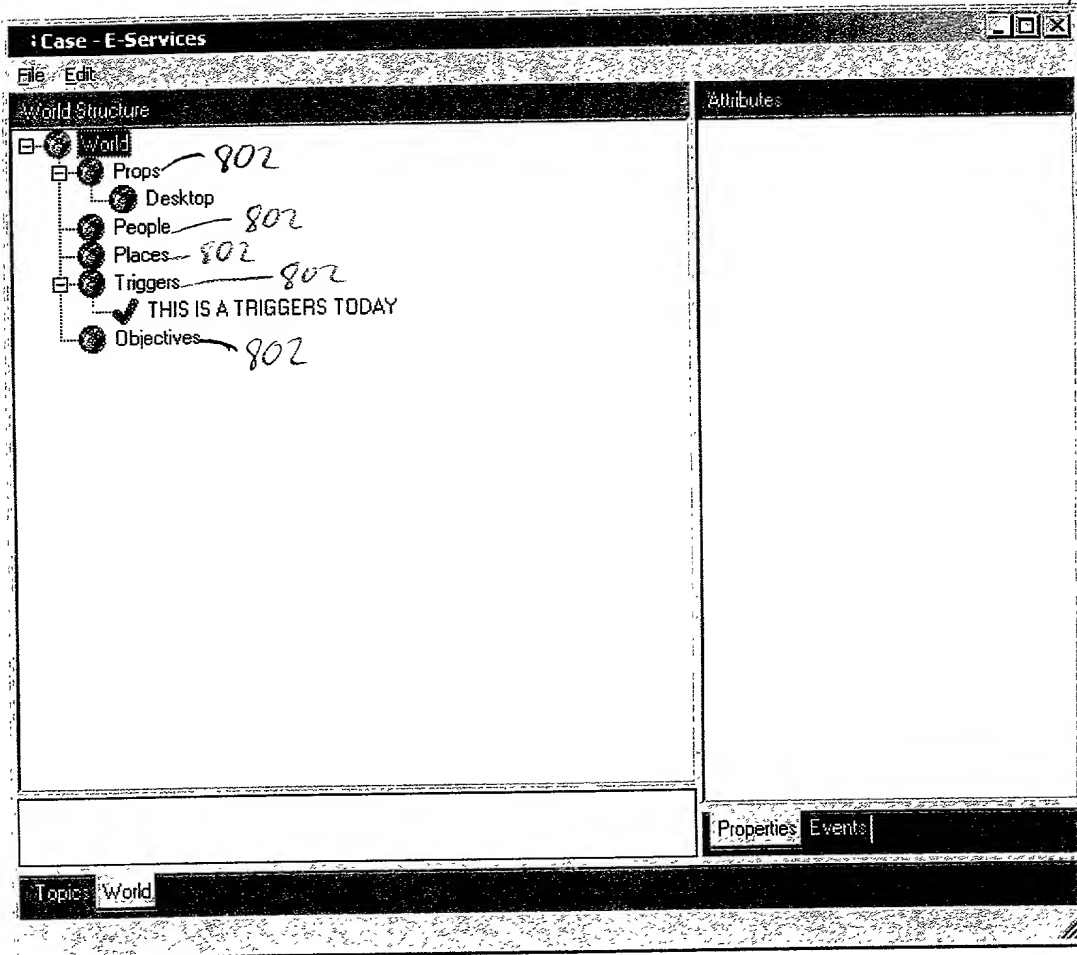 :Case - E-Services
File Edit
World Structure
Attributes
World
Props 802
Desktop
People 802
Places 802
Triggers 802
THIS IS A TRIGGERS TODAY
Objectives 802
Properties Events
Topics World